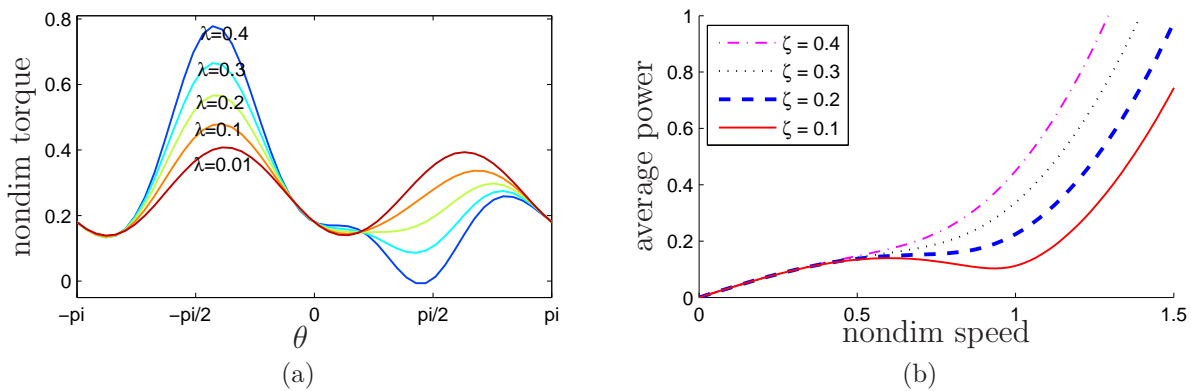 nondim torque
0.8
0.6
0.4
0.2
0
λ=0.4
λ=0.3
λ=0.2
λ=0.1
λ=0.01
−pi
−pi/2
0
pi/2
pi
θ
(a)
average power
1
0.8
0.6
0.4
0.2
0
ζ = 0.4
ζ = 0.3
ζ = 0.2
ζ = 0.1
0
0.5
1
1.5
nondim speed
(b)